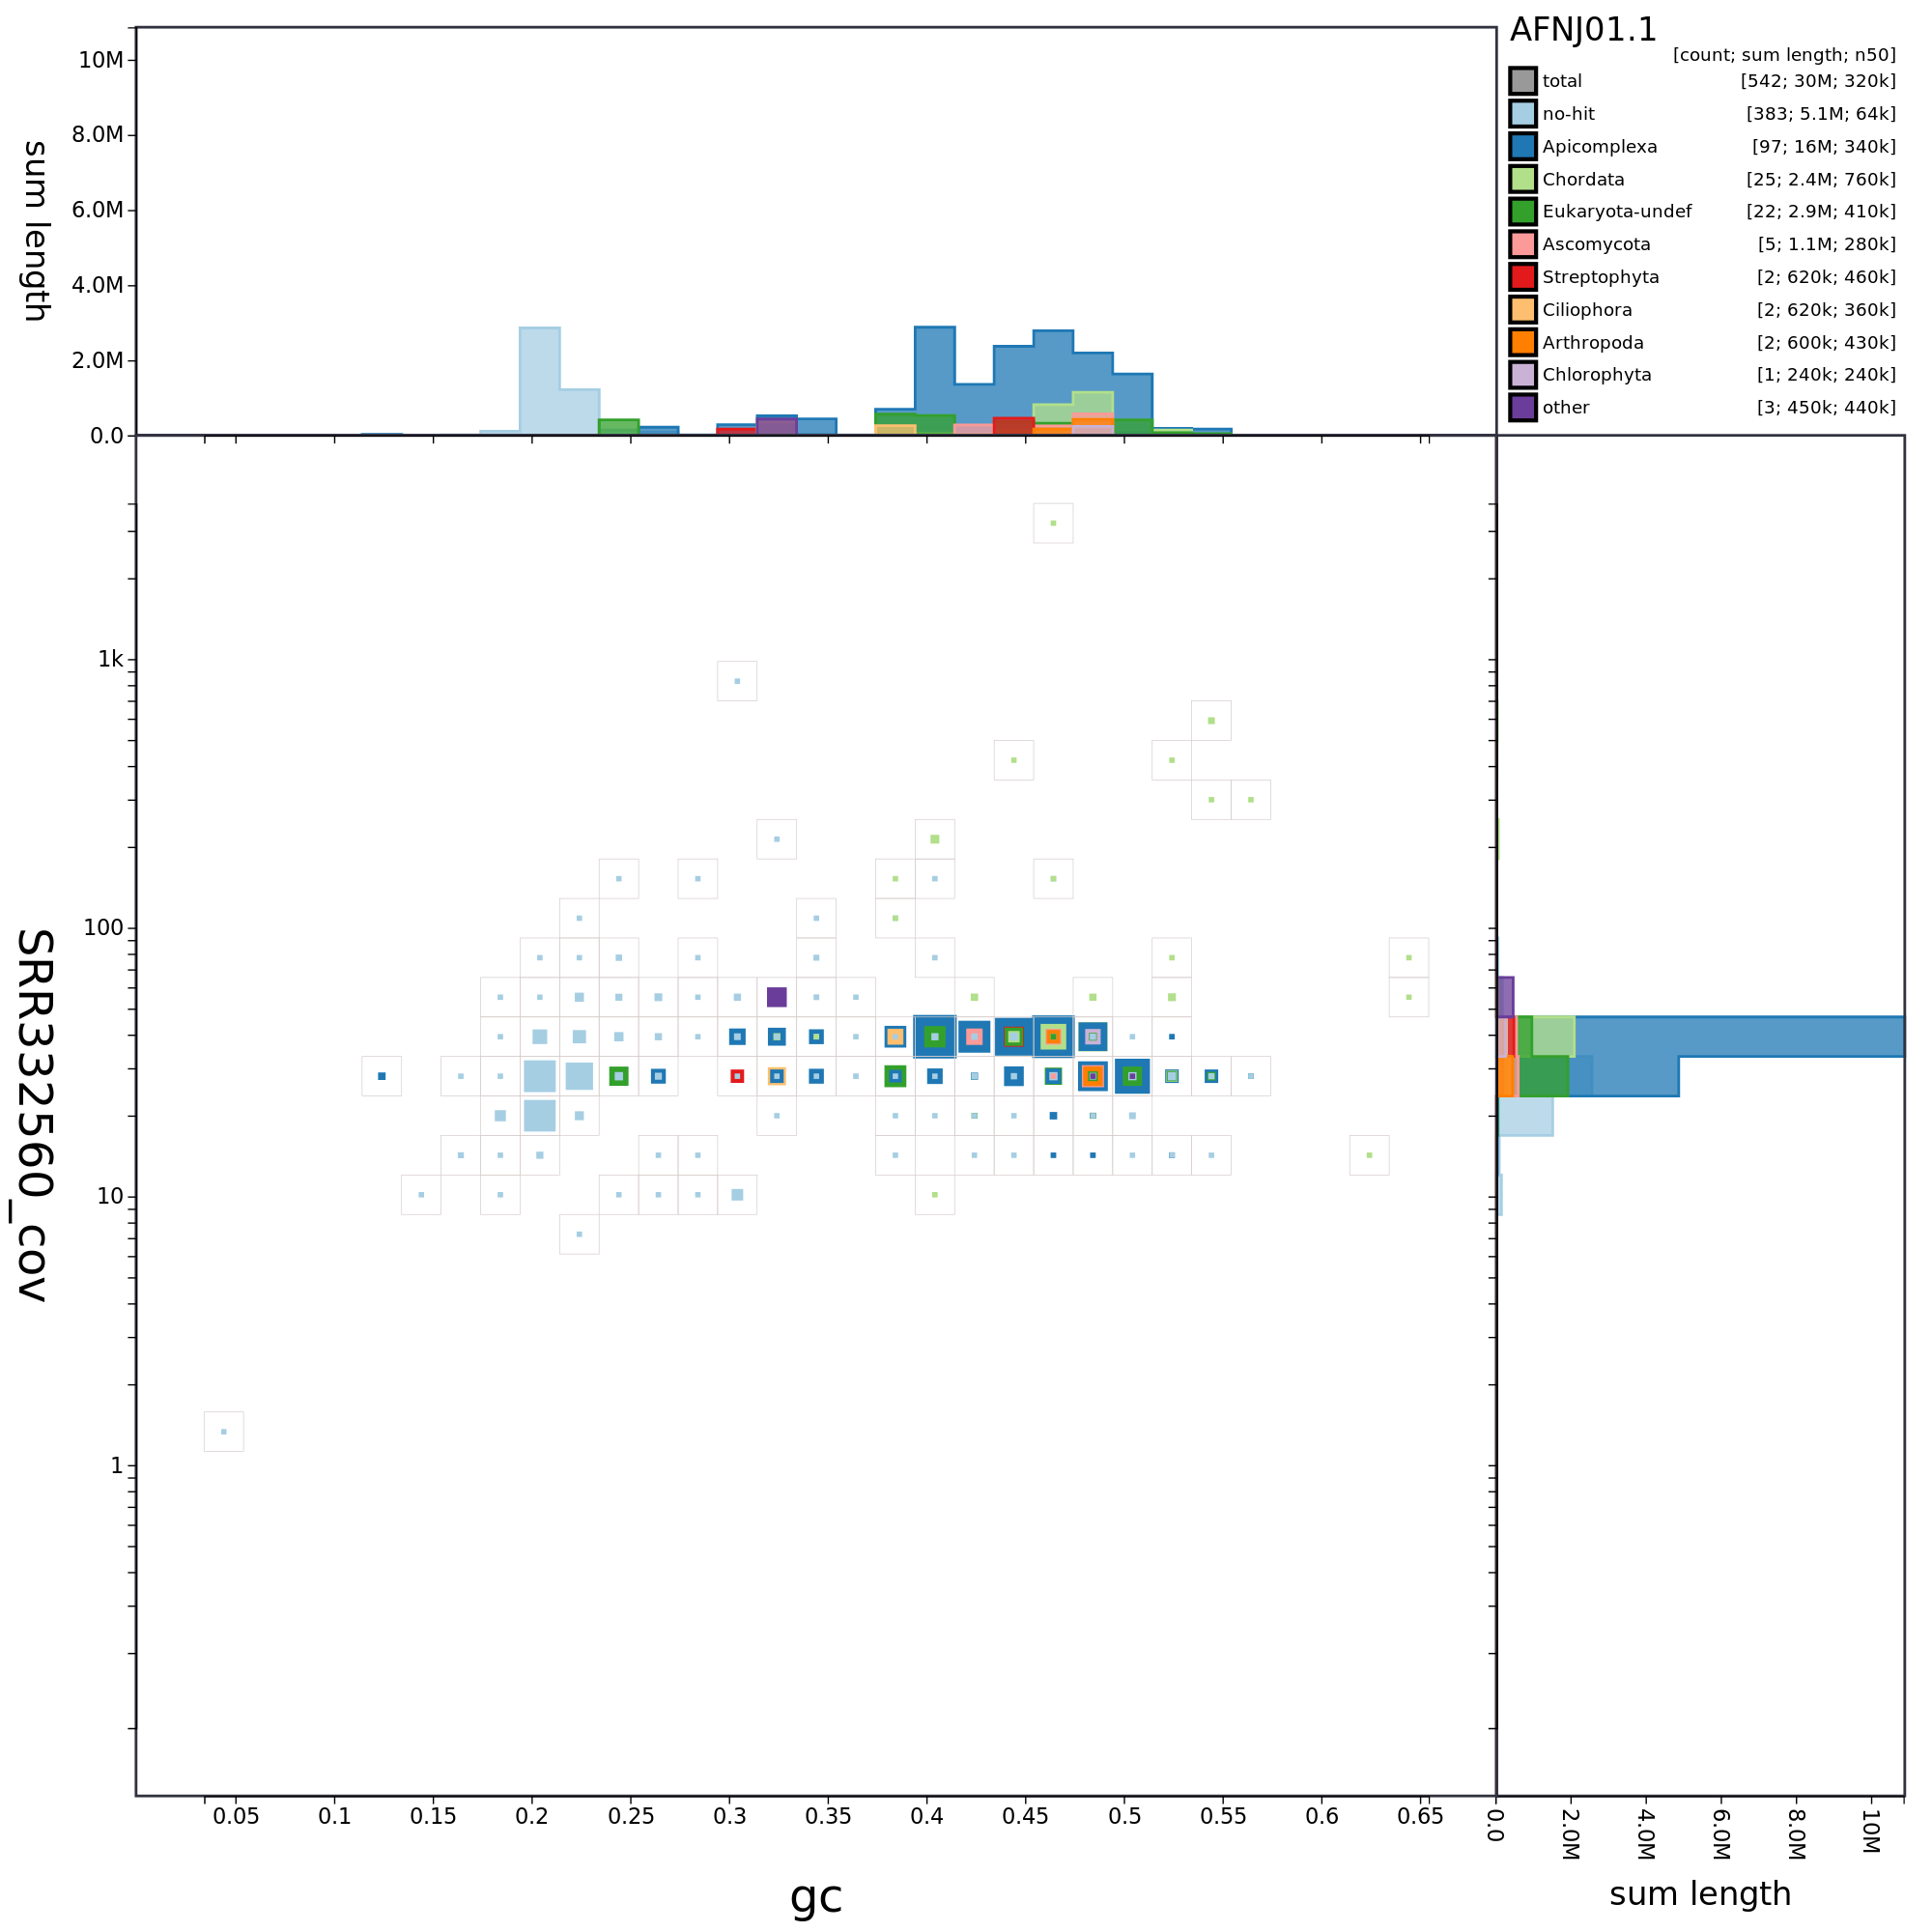 AFNJ01.1
[count; sum length; n50]
total [542; 30M; 320k]
no-hit [383; 5.1M; 64k]
Apicomplexa [97; 16M; 340k]
Chordata [25; 2.4M; 760k]
Eukaryota-undef [22; 2.9M; 410k]
Ascomycota [5; 1.1M; 280k]
Streptophyta [2; 620k; 460k]
Ciliophora [2; 620k; 360k]
Arthropoda [2; 600k; 430k]
Chlorophyta [1; 240k; 240k]
other [3; 450k; 440k]
sum length
10M
8.0M
6.0M
4.0M
2.0M
0.0
SRR332560_cov
1k
100
10
1
0.05 0.1 0.15 0.2 0.25 0.3 0.35 0.4 0.45 0.5 0.55 0.6 0.65
gc
0.0 2.0M 4.0M 6.0M 8.0M 10M
sum length